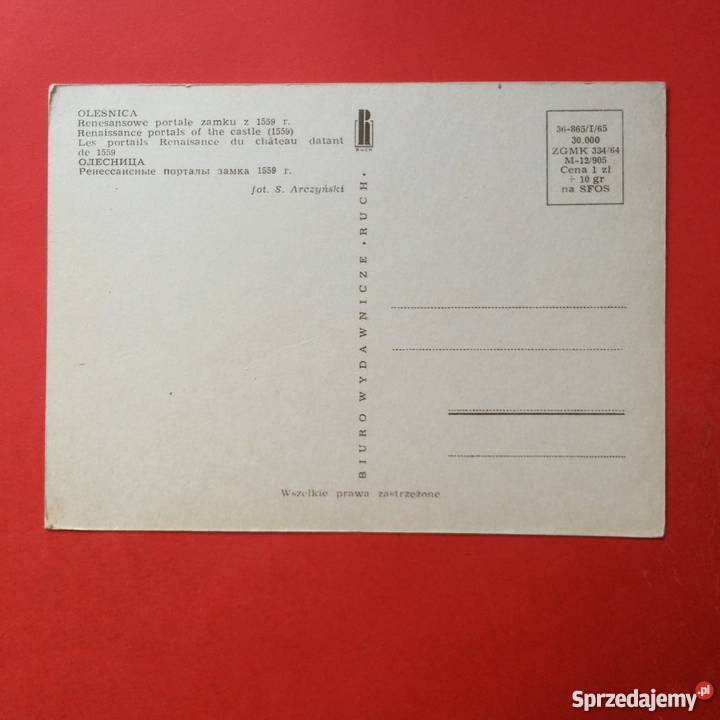 OLEŚNICA
Renesansowe portale zamku z 1559 r.
Renaissance portals of the castle (1559)
Les portails Renaisance du château datant
de 1559
ОЛЕСНИЦА
Ренессансные порталы замка 1559 г.
fot. S. Arczyński
R
RUCH
BIURO WYDAWNICZE • RUCH •
36-865/I/65
30.000
ZGMK 334/64
M-12/905
Cena 1 zł
+ 10 gr
na SFOS
Wszelkie prawa zastrzeżone
Sprzedajemy.pl